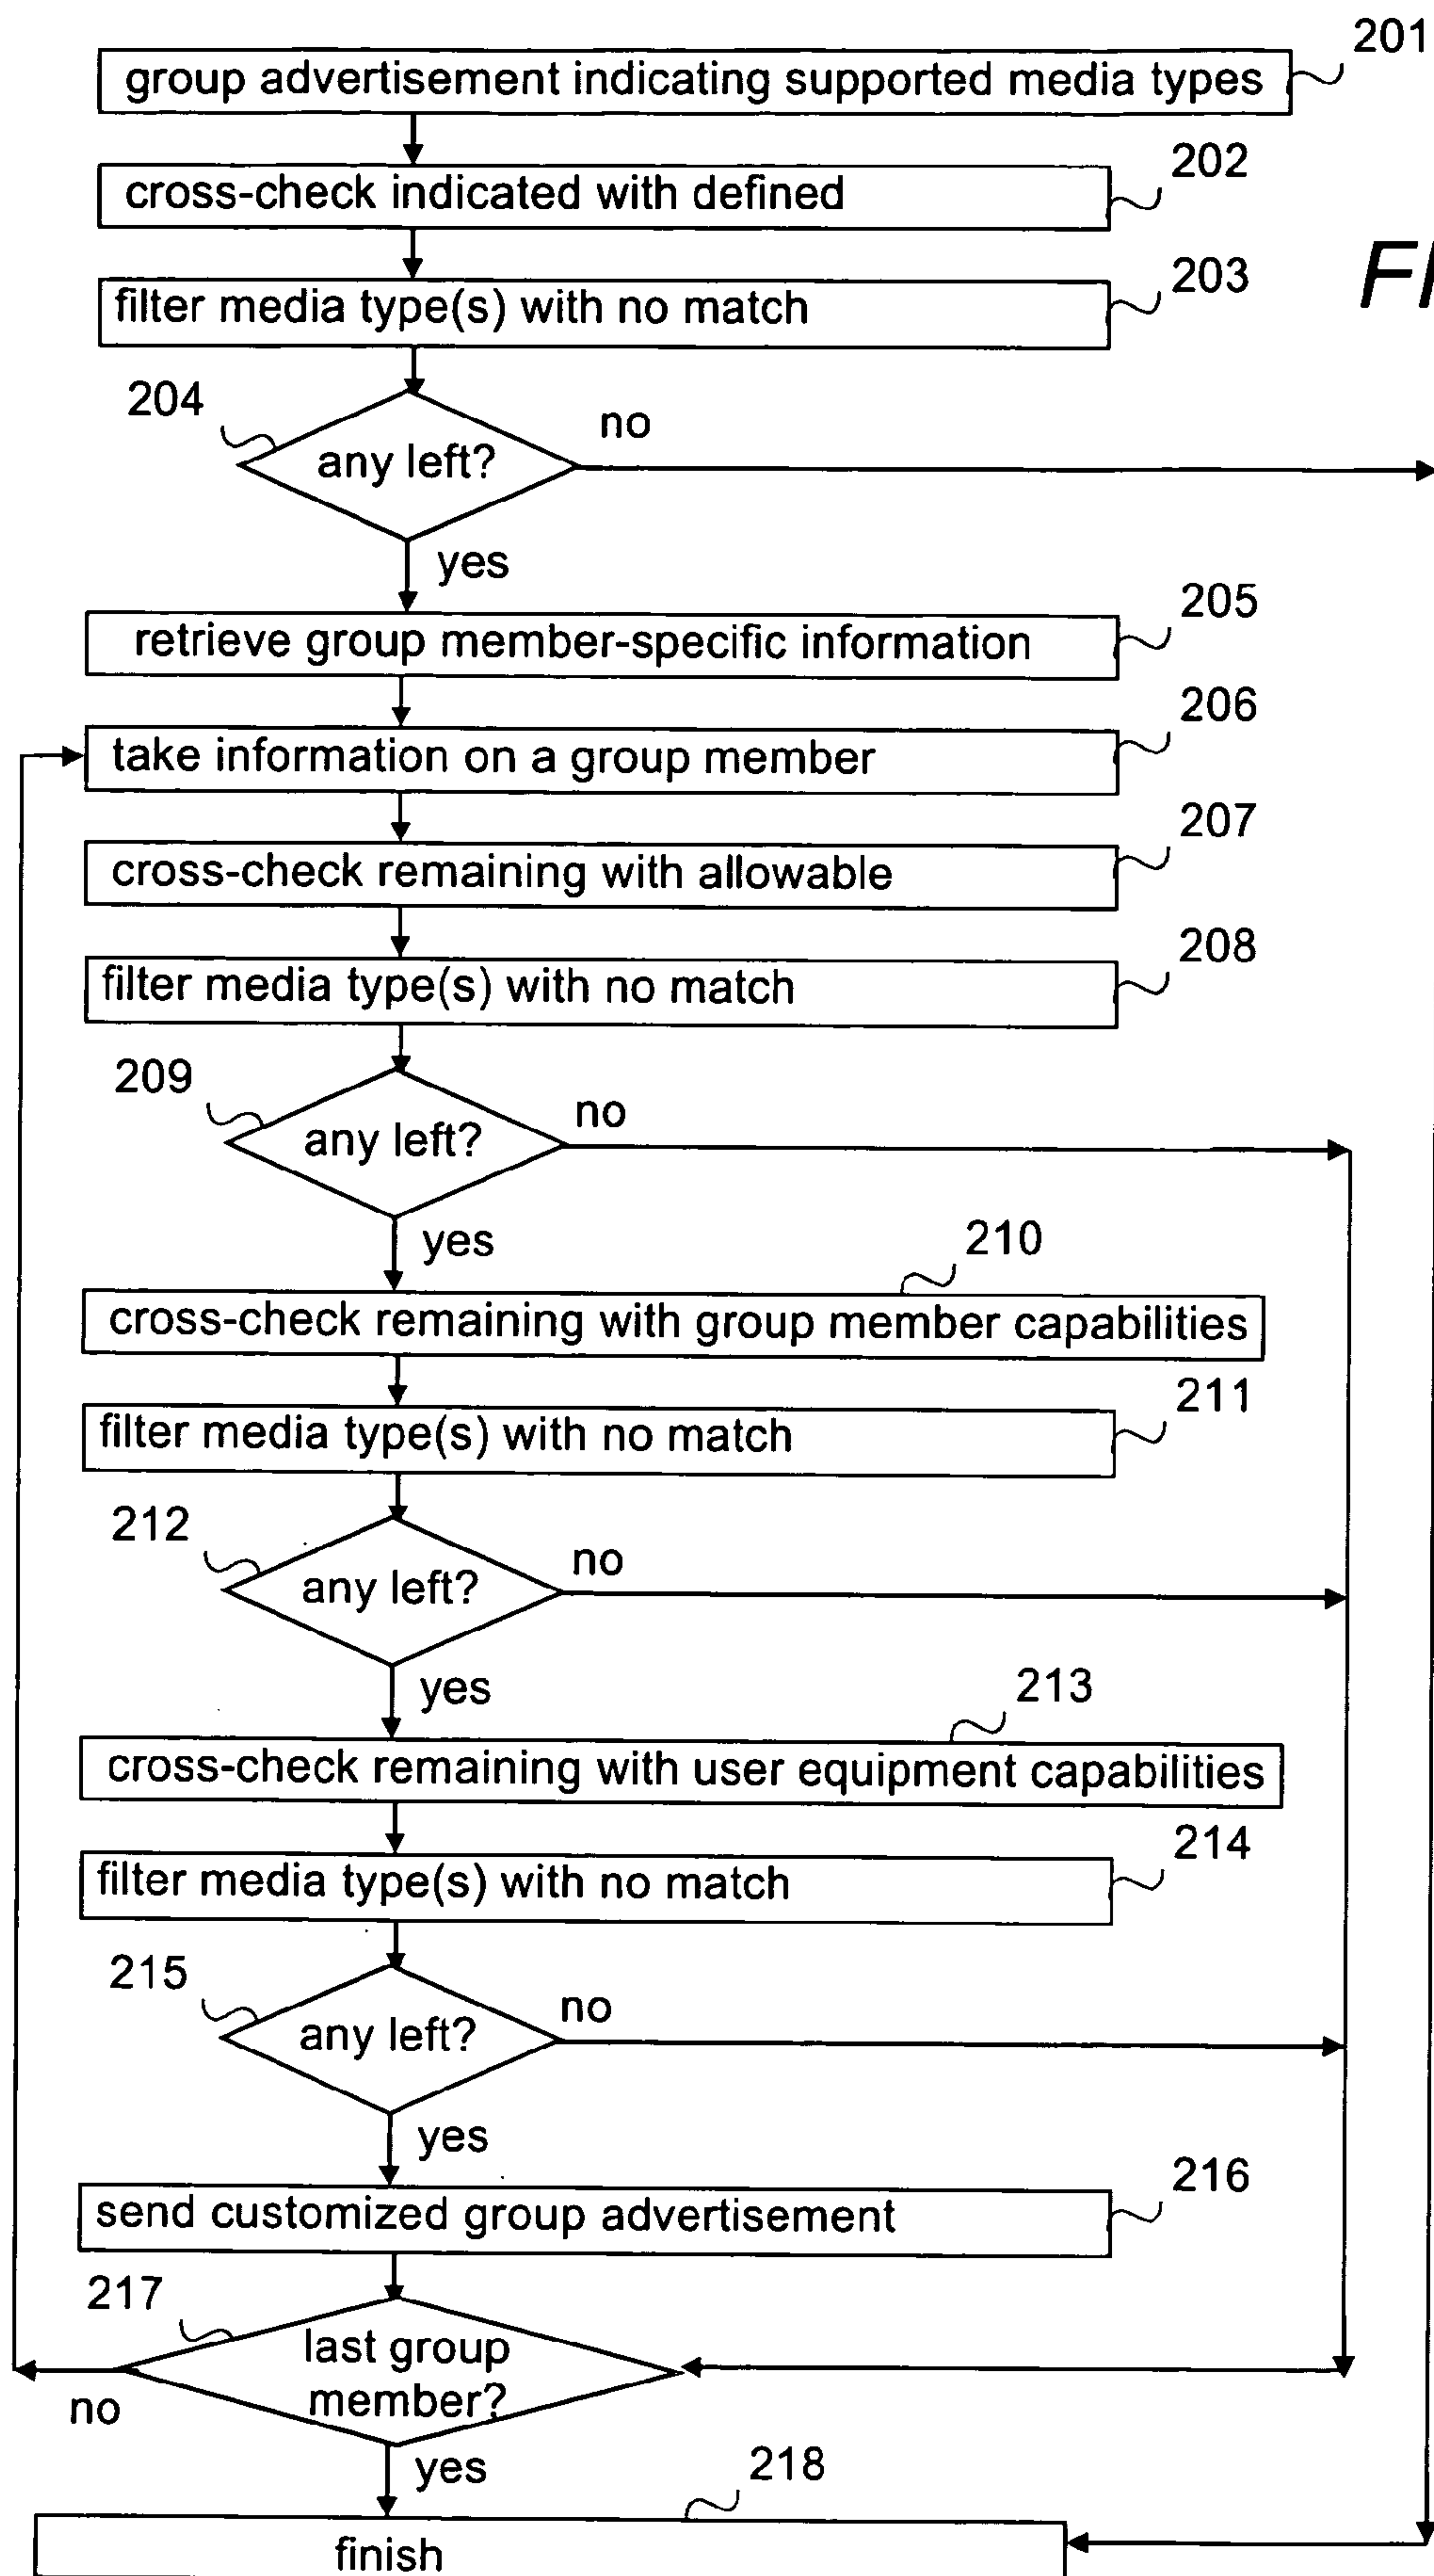 201
group advertisement indicating supported media types
202
cross-check indicated with defined
203
filter media type(s) with no match
FI
204
any left?
no
yes
205
retrieve group member-specific information
206
take information on a group member
207
cross-check remaining with allowable
208
filter media type(s) with no match
209
any left?
no
yes
210
cross-check remaining with group member capabilities
211
filter media type(s) with no match
212
any left?
no
yes
213
cross-check remaining with user equipment capabilities
214
filter media type(s) with no match
215
any left?
no
yes
216
send customized group advertisement
217
last group
member?
no
yes
218
finish